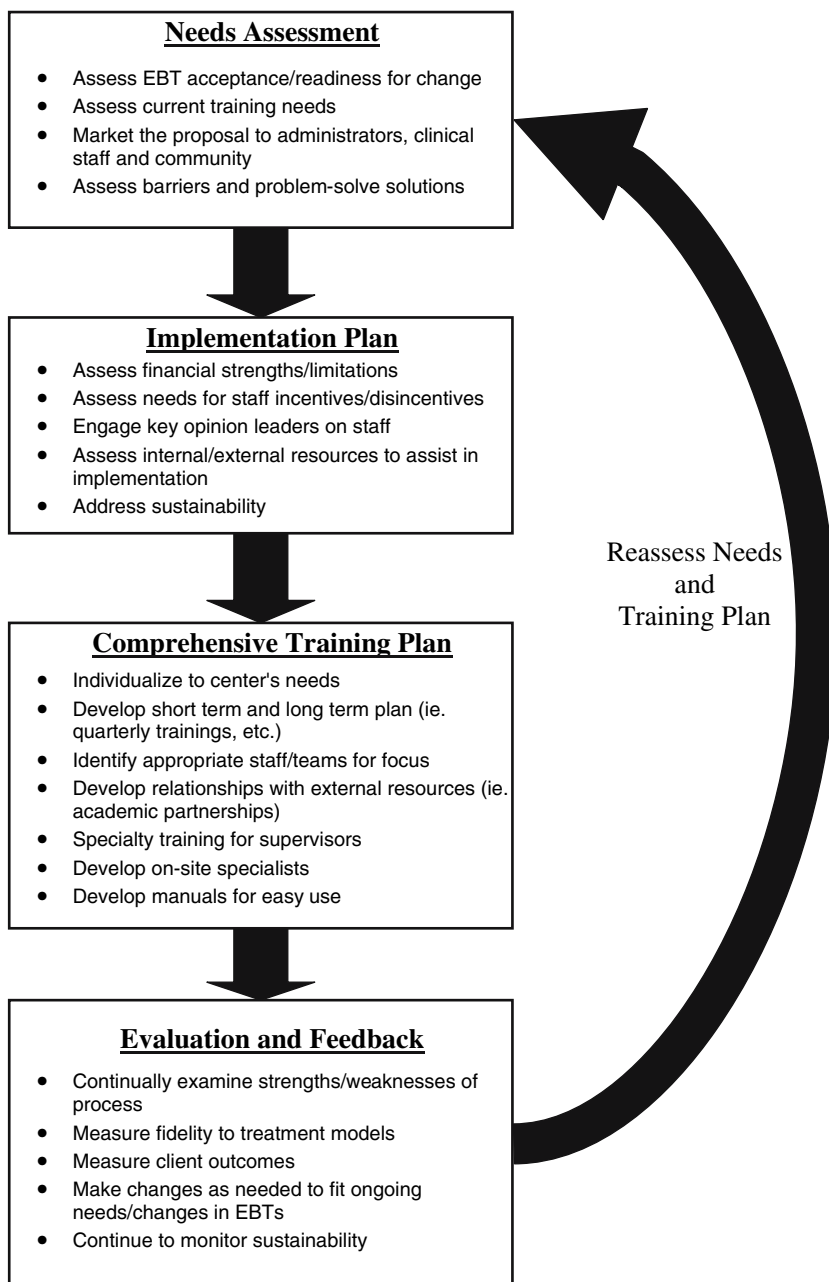 Needs Assessment
● Assess EBT acceptance/readiness for change
● Assess current training needs
● Market the proposal to administrators, clinical
staff and community
● Assess barriers and problem-solve solutions
Implementation Plan
● Assess financial strengths/limitations
● Assess needs for staff incentives/disincentives
● Engage key opinion leaders on staff
● Assess internal/external resources to assist in
implementation
● Address sustainability
Reassess Needs
and
Training Plan
Comprehensive Training Plan
● Individualize to center's needs
● Develop short term and long term plan (ie.
quarterly trainings, etc.)
● Identify appropriate staff/teams for focus
● Develop relationships with external resources (ie.
academic partnerships)
● Specialty training for supervisors
● Develop on-site specialists
● Develop manuals for easy use
Evaluation and Feedback
● Continually examine strengths/weaknesses of
process
● Measure fidelity to treatment models
● Measure client outcomes
● Make changes as needed to fit ongoing
needs/changes in EBTs
● Continue to monitor sustainability